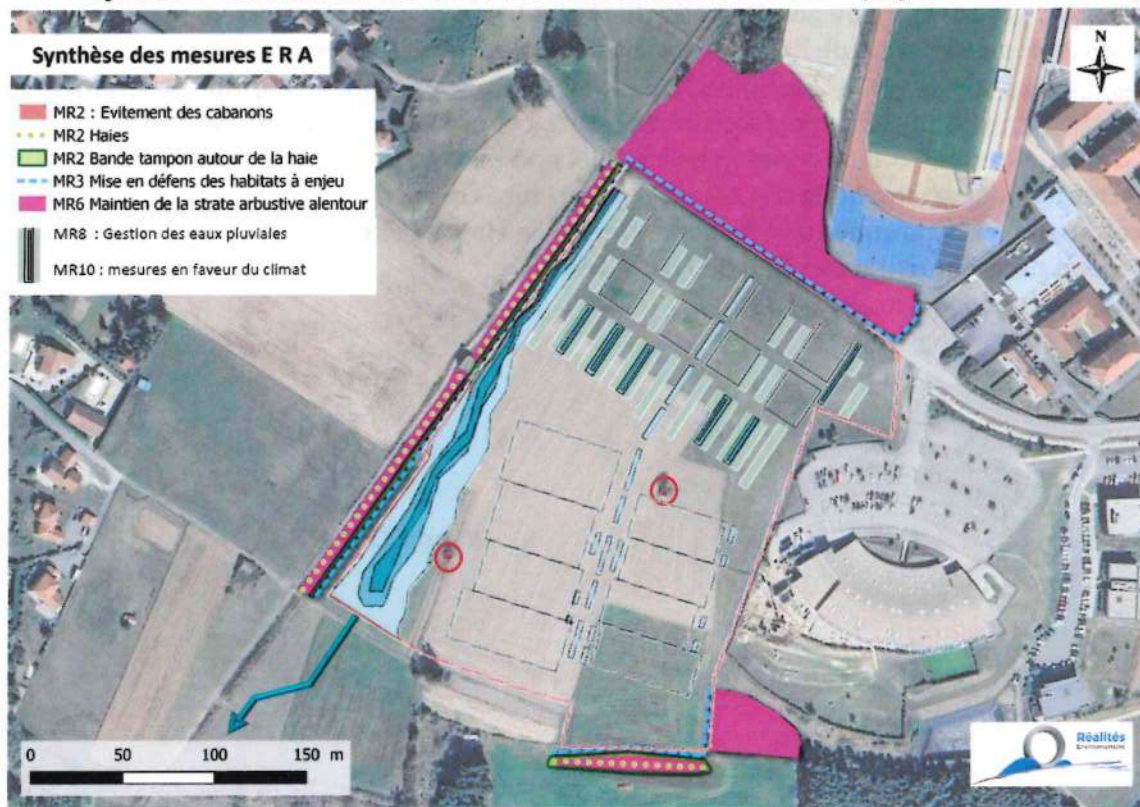 Synthèse des mesures E R A
MR2 : Evitement des cabanons
MR2 Haies
MR2 Bande tampon autour de la haie
MR3 Mise en défens des habitats à enjeu
MR6 Maintien de la strate arbustive alentour
MR8 : Gestion des eaux pluviales
MR10 : mesures en faveur du climat
N
0 50 100 150 m
Réalités
Environnement